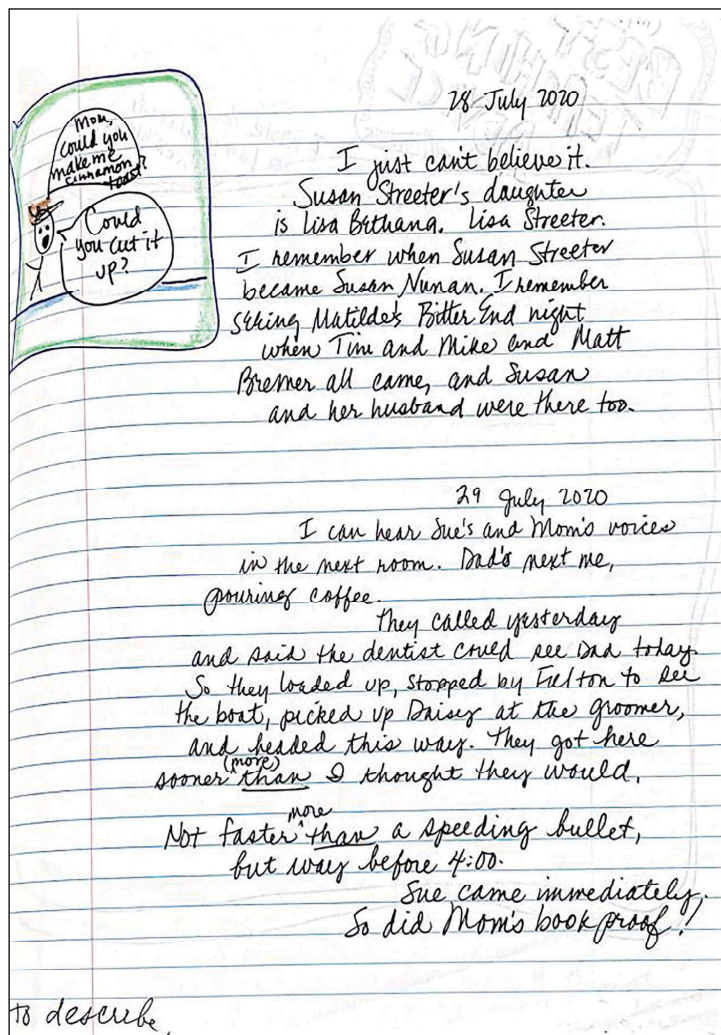 Mom,
could you
make me
cinnamon
toast?
Could
you cut it
up?
28 July 2020
I just can't believe it.
Susan Streeter's daughter
is Lisa Bethana. Lisa Streeter.
I remember when Susan Streeter
became Susan Nunan. I remember
seeing Matilde's Bitter End night
when Tim and Mike and Matt
Bremer all came, and Susan
and her husband were there too.
29 July 2020
I can hear Sue's and Mom's voices
in the next room. Dad's next me,
pouring coffee.
They called yesterday
and said the dentist could see Dad today.
So they loaded up, stopped by Fulton to see
the boat, picked up Daisy at the groomer,
and headed this way. They got here
sooner (more) than I thought they would.
Not faster more than a speeding bullet,
but way before 4:00.
Sue came immediately.
So did Mom's book proof!
to describe